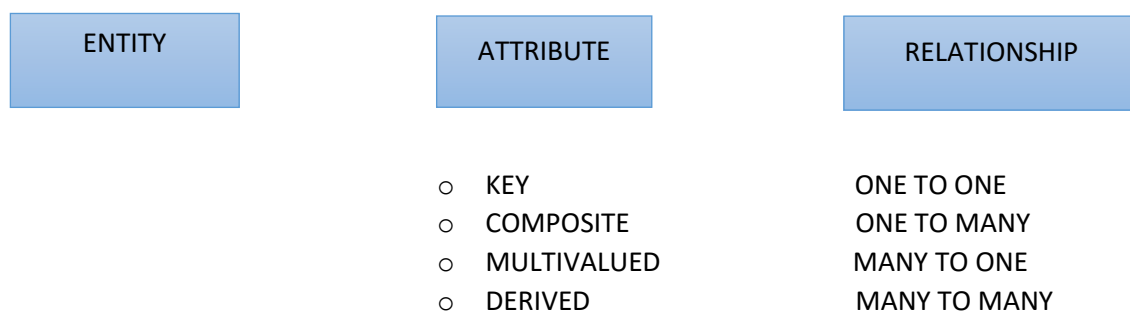 ENTITY
ATTRIBUTE
RELATIONSHIP
o KEY
o COMPOSITE
o MULTIVALUED
o DERIVED
ONE TO ONE
ONE TO MANY
MANY TO ONE
MANY TO MANY